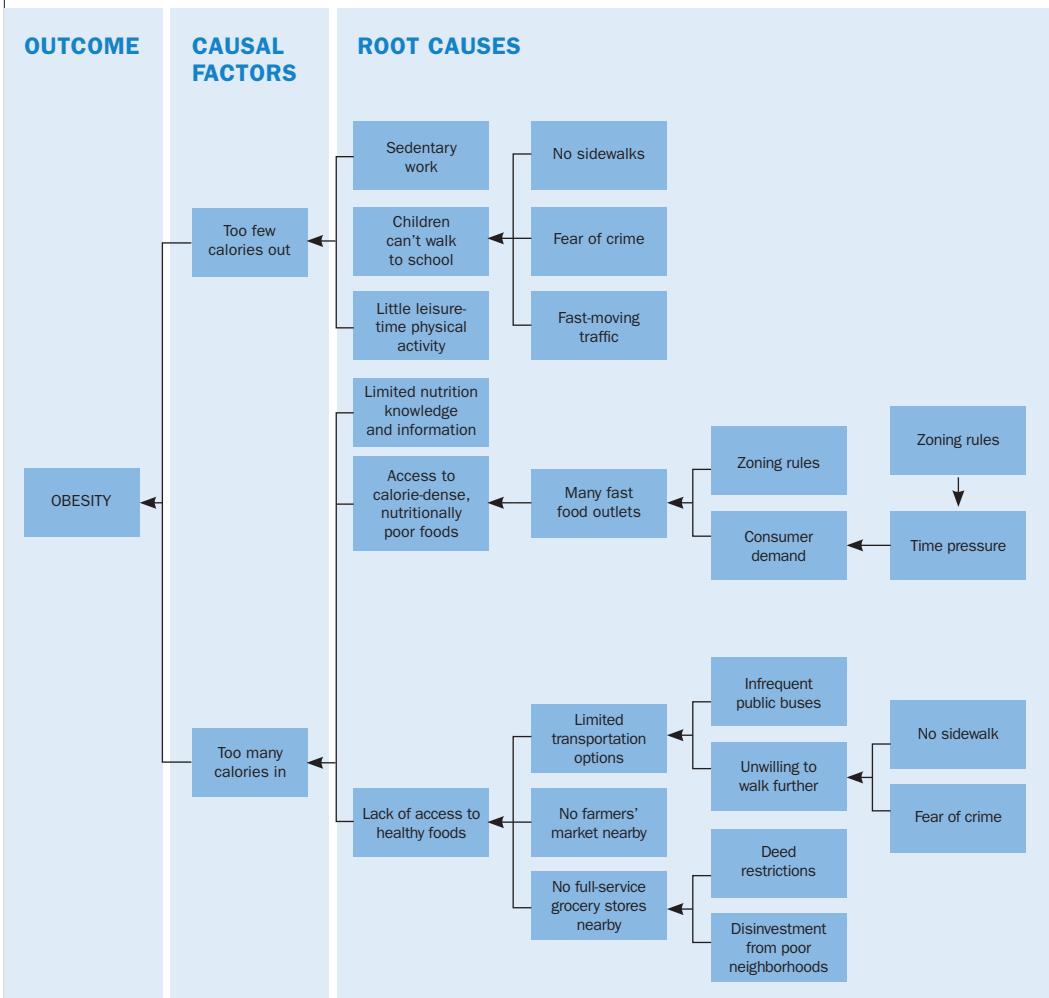 OUTCOME
CAUSAL
FACTORS
ROOT CAUSES
Sedentary
work
No sidewalks
Too few
calories out
Children
can't walk
to school
Fear of crime
Little leisure-
time physical
activity
Fast-moving
traffic
Limited nutrition
knowledge
and information
OBESITY
Access to
calorie-dense,
nutritionally
poor foods
Many fast
food outlets
Zoning rules
Zoning rules
Consumer
demand
Time pressure
Too many
calories in
Lack of access to
healthy foods
Limited
transportation
options
Infrequent
public buses
Unwilling to
walk further
No sidewalk
Fear of crime
No farmers'
market nearby
No full-service
grocery stores
nearby
Deed
restrictions
Disinvestment
from poor
neighborhoods